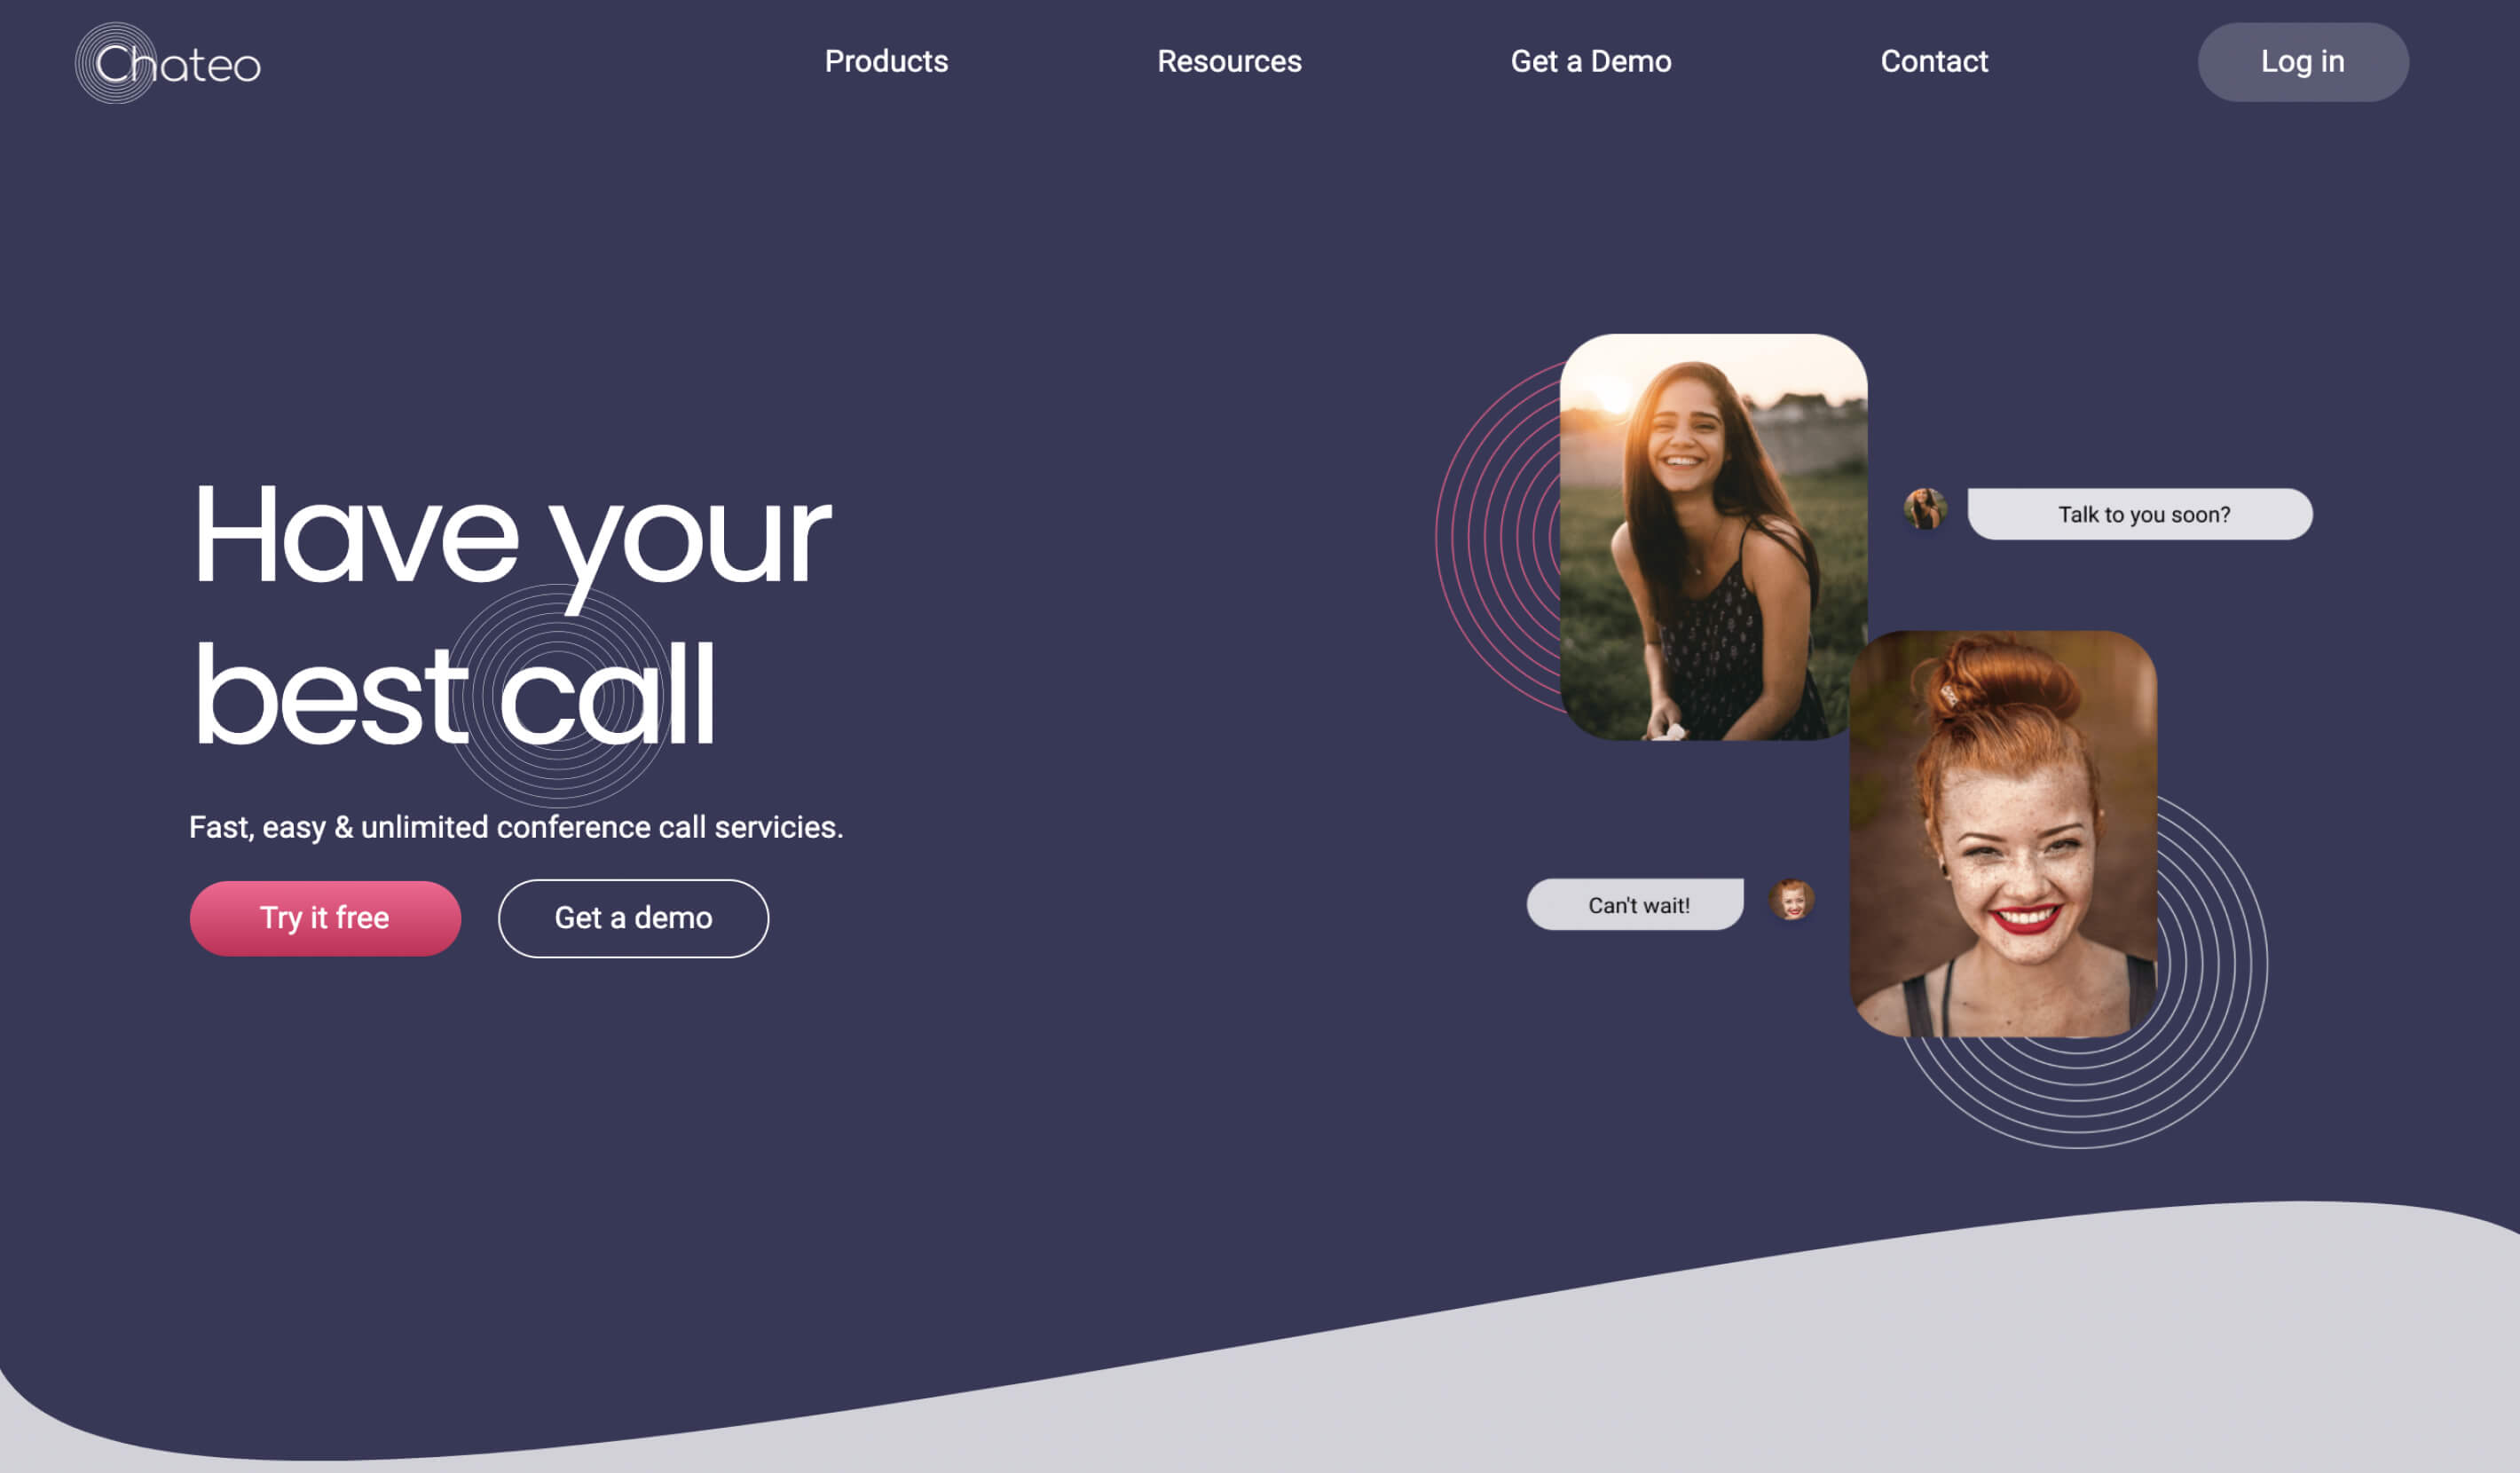 Chateo
Products
Resources
Get a Demo
Contact
Log in
Have your
best call
Fast, easy & unlimited conference call servicies.
Try it free
Get a demo
Talk to you soon?
Can't wait!